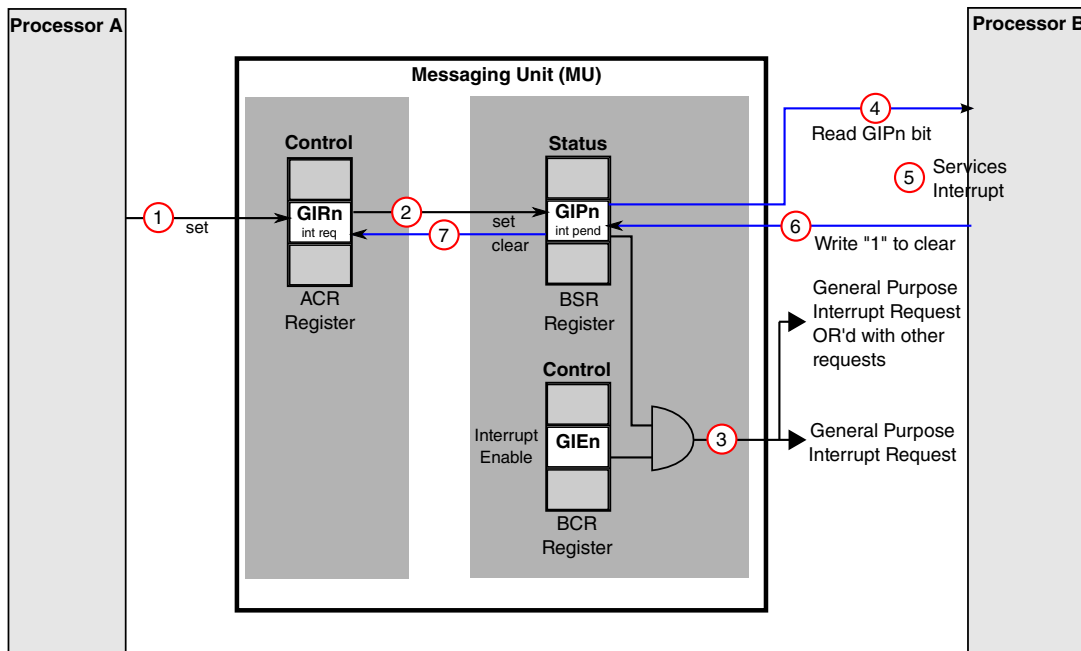 Processor A
Processor B
Messaging Unit (MU)
Control
Status
4
Read GIPn bit
5
Services
Interrupt
1
set
GIRn
int req
2
set
GIPn
int pend
7
clear
6
Write "1" to clear
ACR
Register
BSR
Register
General Purpose
Interrupt Request
OR'd with other
requests
Control
Interrupt
Enable
GIEn
3
General Purpose
Interrupt Request
BCR
Register